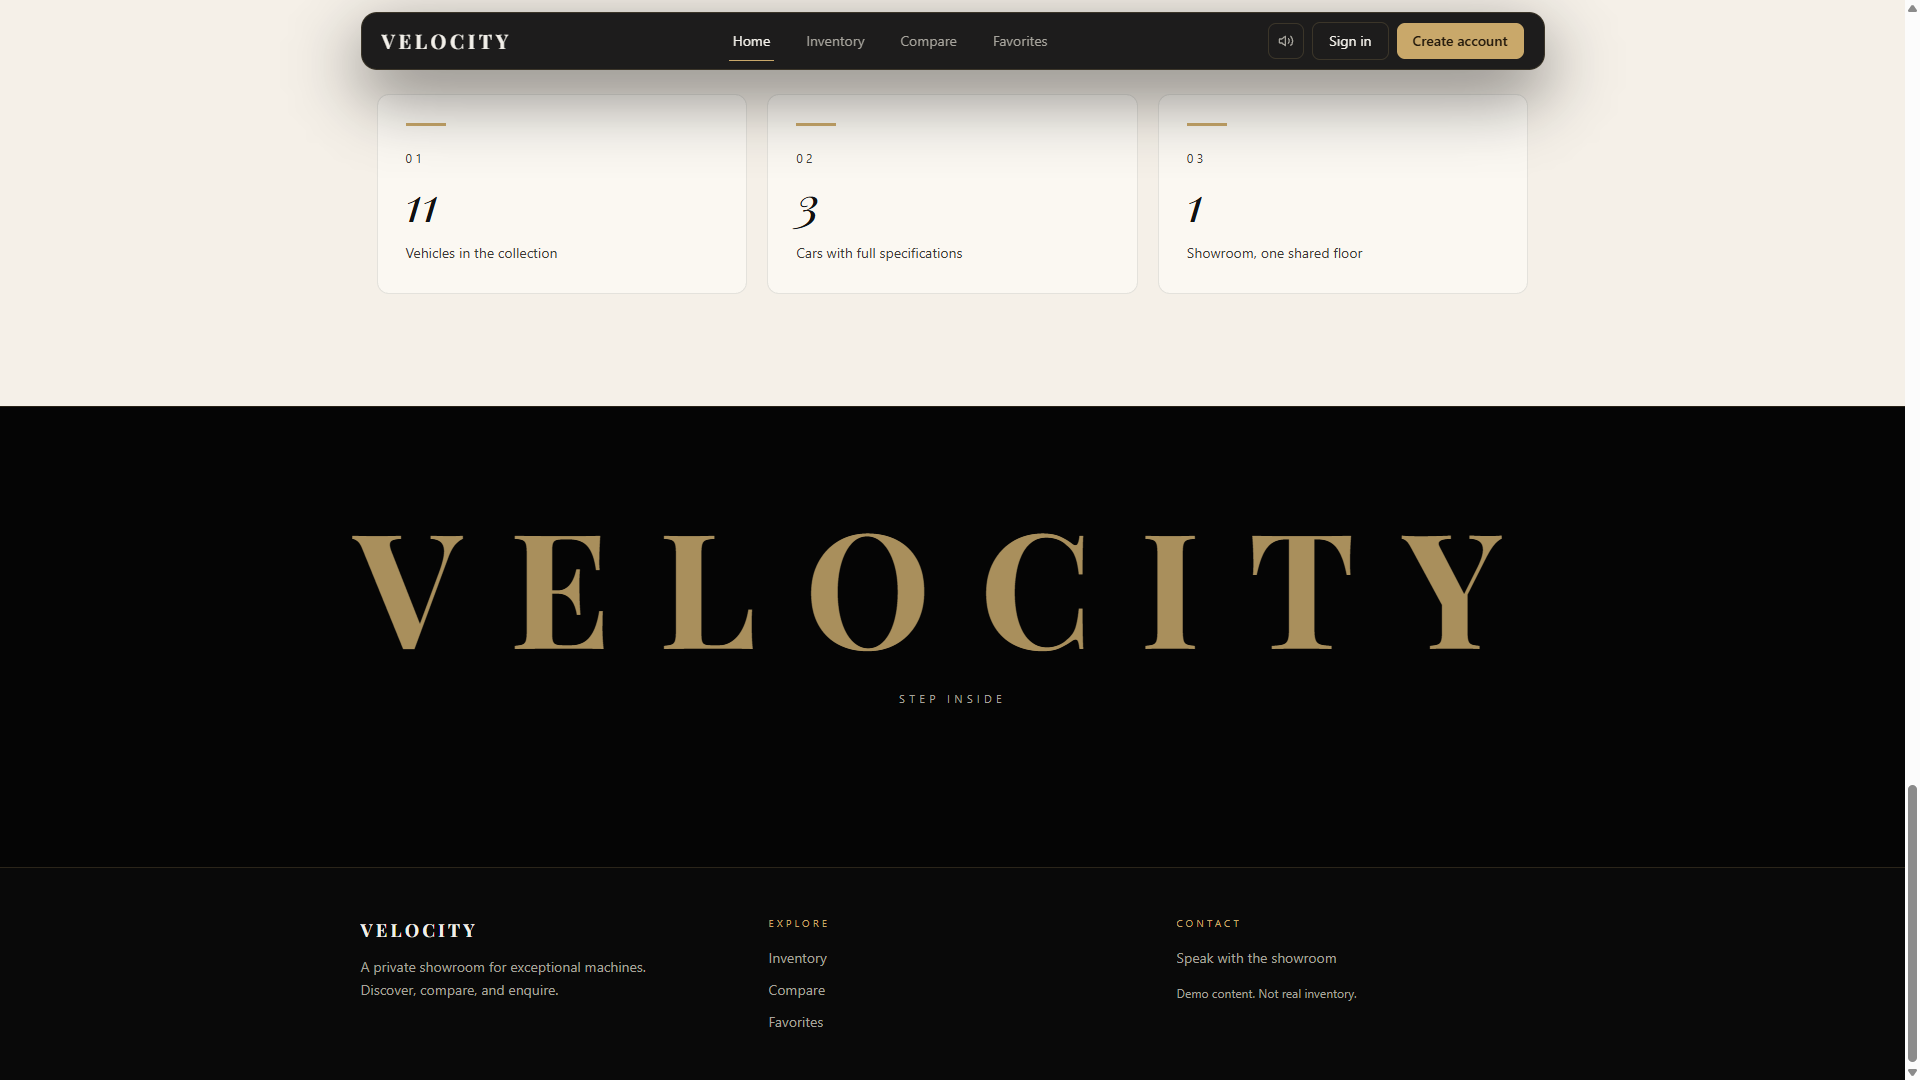 VELOCITY
Home
Inventory
Compare
Favorites
Sign in
Create account
01
11
Vehicles in the collection
02
3
Cars with full specifications
03
1
Showroom, one shared floor
VELOCITY
STEP INSIDE
VELOCITY
A private showroom for exceptional machines.
Discover, compare, and enquire.
EXPLORE
Inventory
Compare
Favorites
CONTACT
Speak with the showroom
Demo content. Not real inventory.